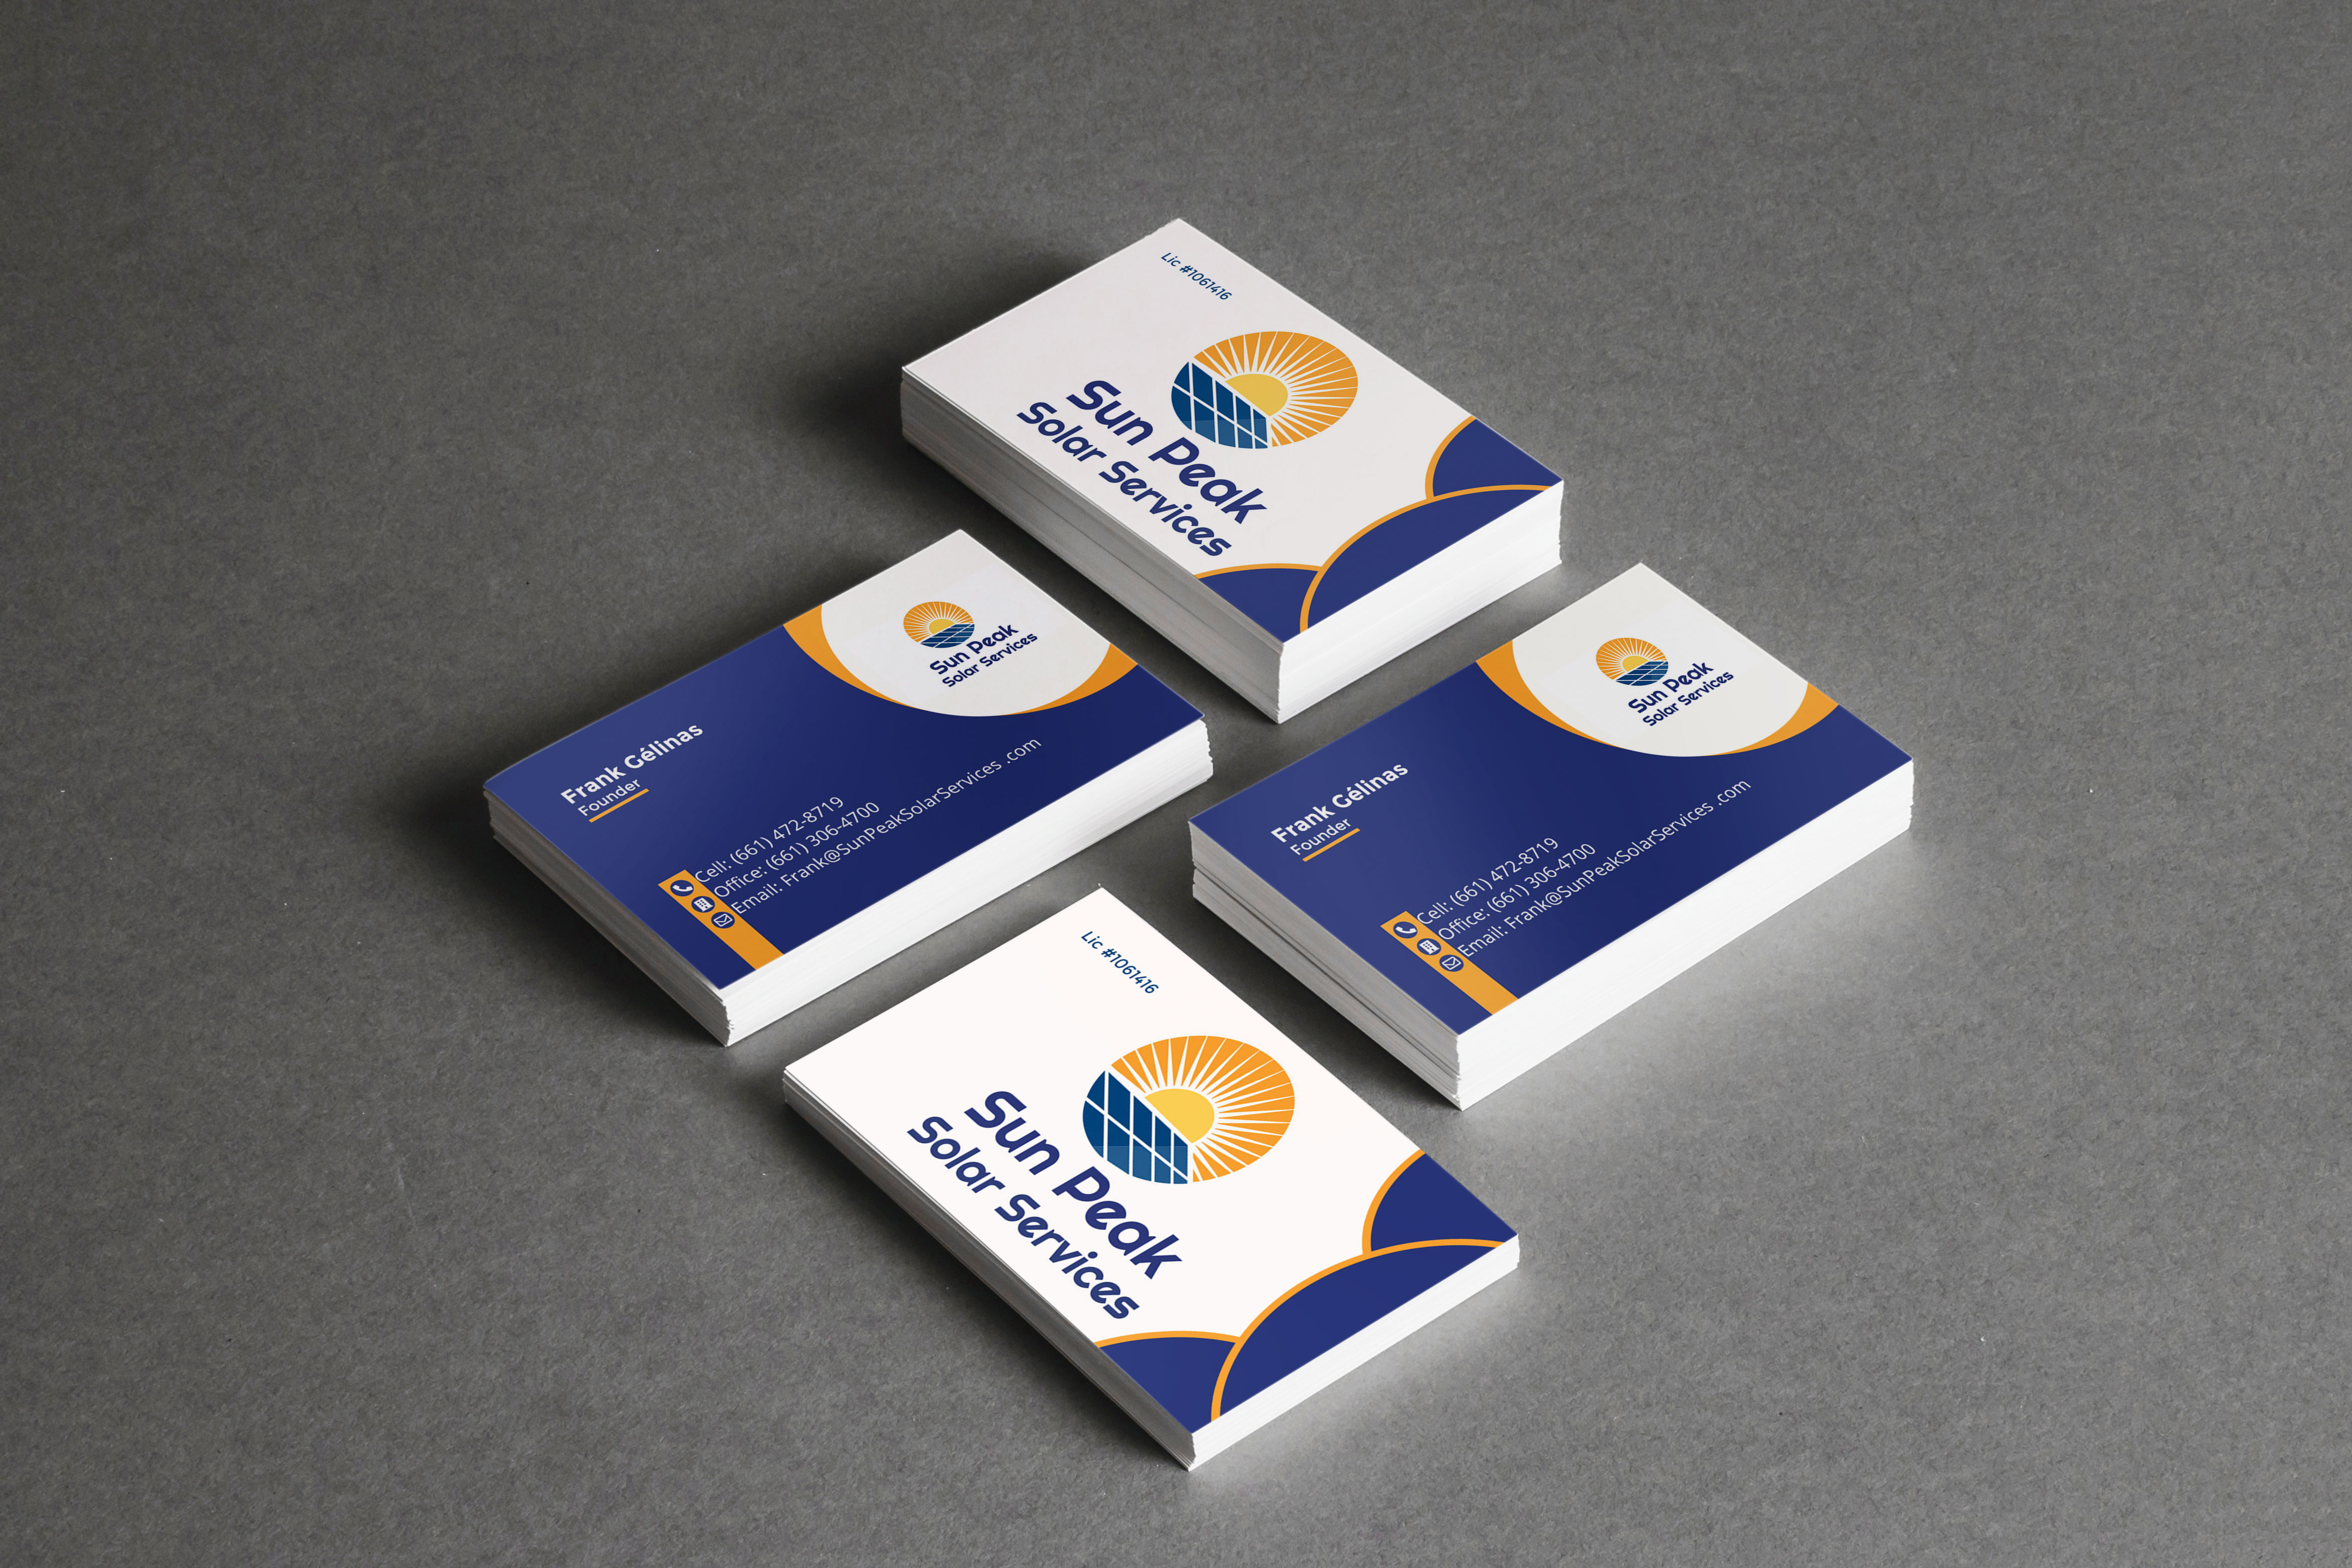 Lic #1061416
Sun Peak
Solar Services
Sun Peak
Solar Services
Frank Gélinas
Founder
Cell: (661) 472-8719
Office: (661) 306-4700
Email: Frank@SunPeakSolarServices .com
Sun Peak
Solar Services
Frank Gélinas
Founder
Cell: (661) 472-8719
Office: (661) 306-4700
Email: Frank@SunPeakSolarServices .com
Lic #1061416
Sun Peak
Solar Services